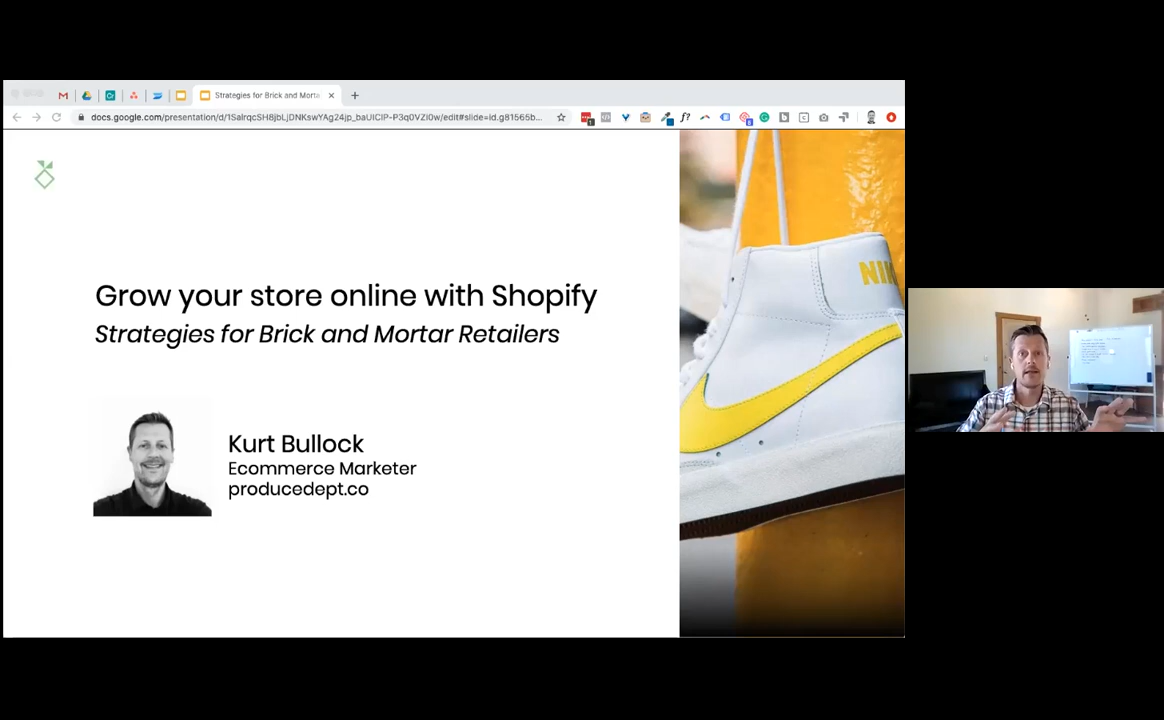 Strategies for Brick and Morta
docs.google.com/presentation/d/1SalrqcSH8jbLjDNKswYAg24jp_baUICIP-P3q0VZi0w/edit#slide=id.g81565b...
Grow your store online with Shopify
Strategies for Brick and Mortar Retailers
NIK
Kurt Bullock
Ecommerce Marketer
producedept.co